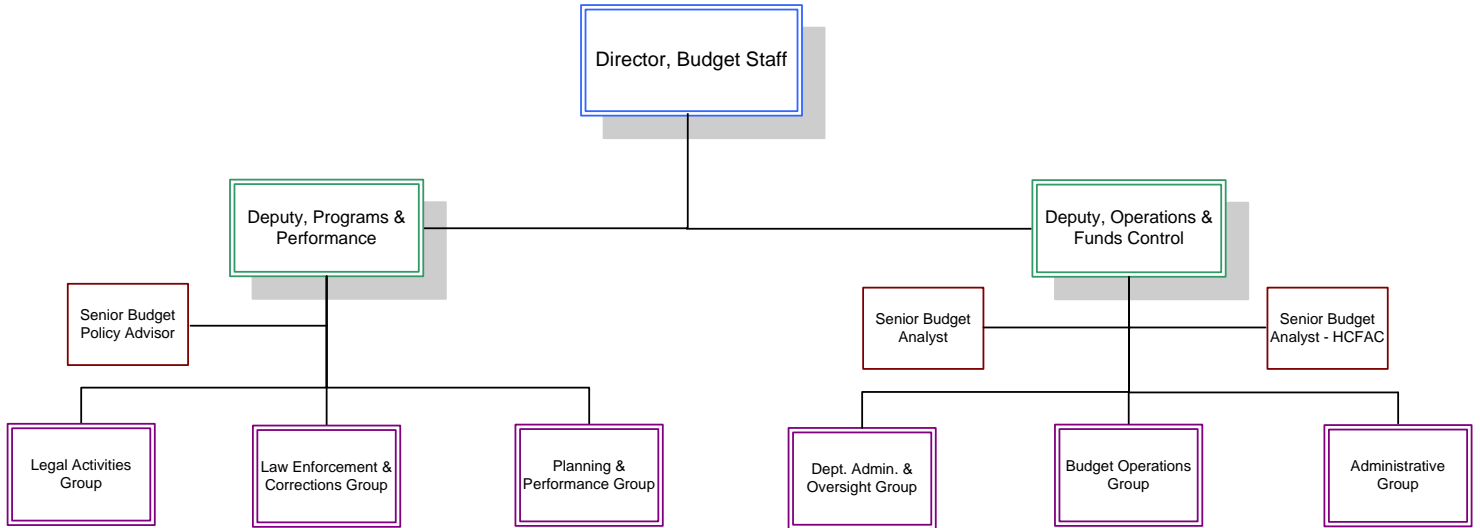 Director, Budget Staff
Deputy, Programs &
Performance
Deputy, Operations &
Funds Control
Senior Budget
Policy Advisor
Senior Budget
Analyst
Senior Budget
Analyst - HCFAC
Legal Activities
Group
Law Enforcement &
Corrections Group
Planning &
Performance Group
Dept. Admin. &
Oversight Group
Budget Operations
Group
Administrative
Group